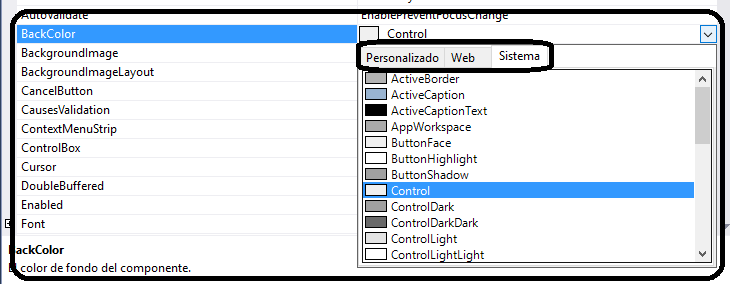 AutoValidate EnablePreventFocusChange
BackColor Control
BackgroundImage Personalizado Web Sistema
BackgroundImageLayout ActiveBorder
CancelButton ActiveCaption
CausesValidation ActiveCaptionText
ContextMenuStrip AppWorkspace
ControlBox ButtonFace
Cursor ButtonHighlight
DoubleBuffered ButtonShadow
Enabled Control
Font ControlDark
ControlDarkDark
BackColor ControlLight
El color de fondo del componente. ControlLightLight